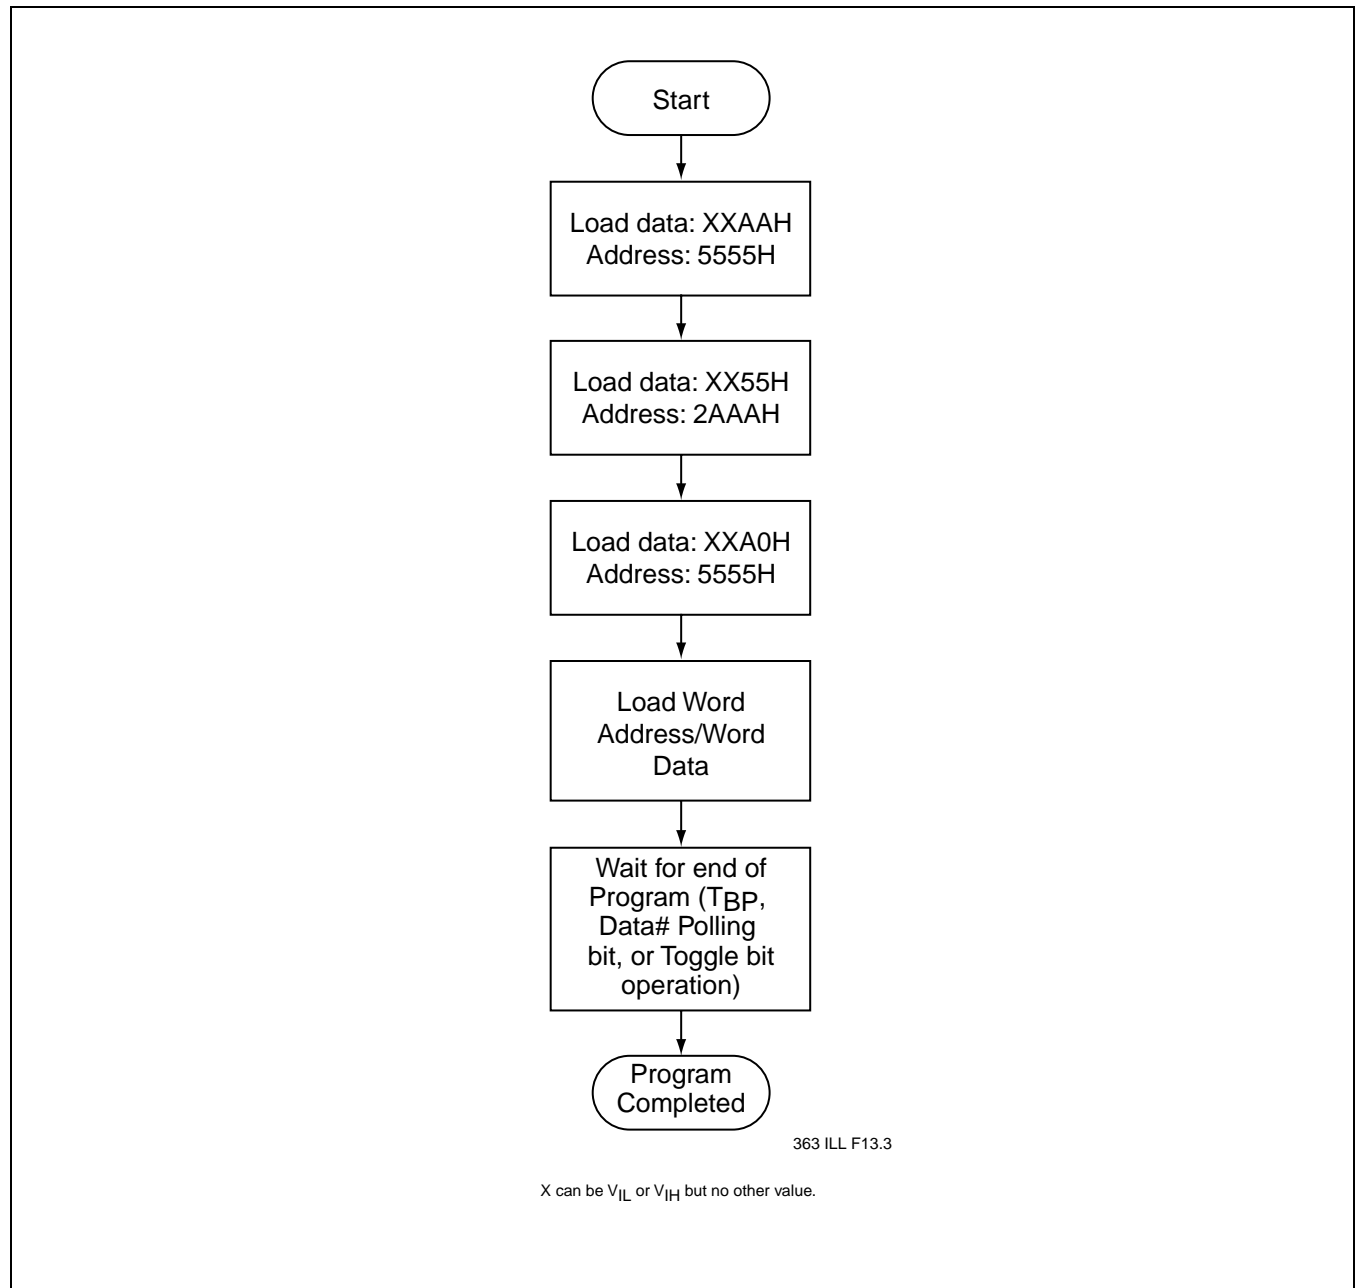 Start
Load data: XXAAH
Address: 5555H
Load data: XX55H
Address: 2AAAH
Load data: XXA0H
Address: 5555H
Load Word
Address/Word
Data
Wait for end of
Program (TBP,
Data# Polling
bit, or Toggle bit
operation)
Program
Completed
363 ILL F13.3
X can be VIL or VIH but no other value.